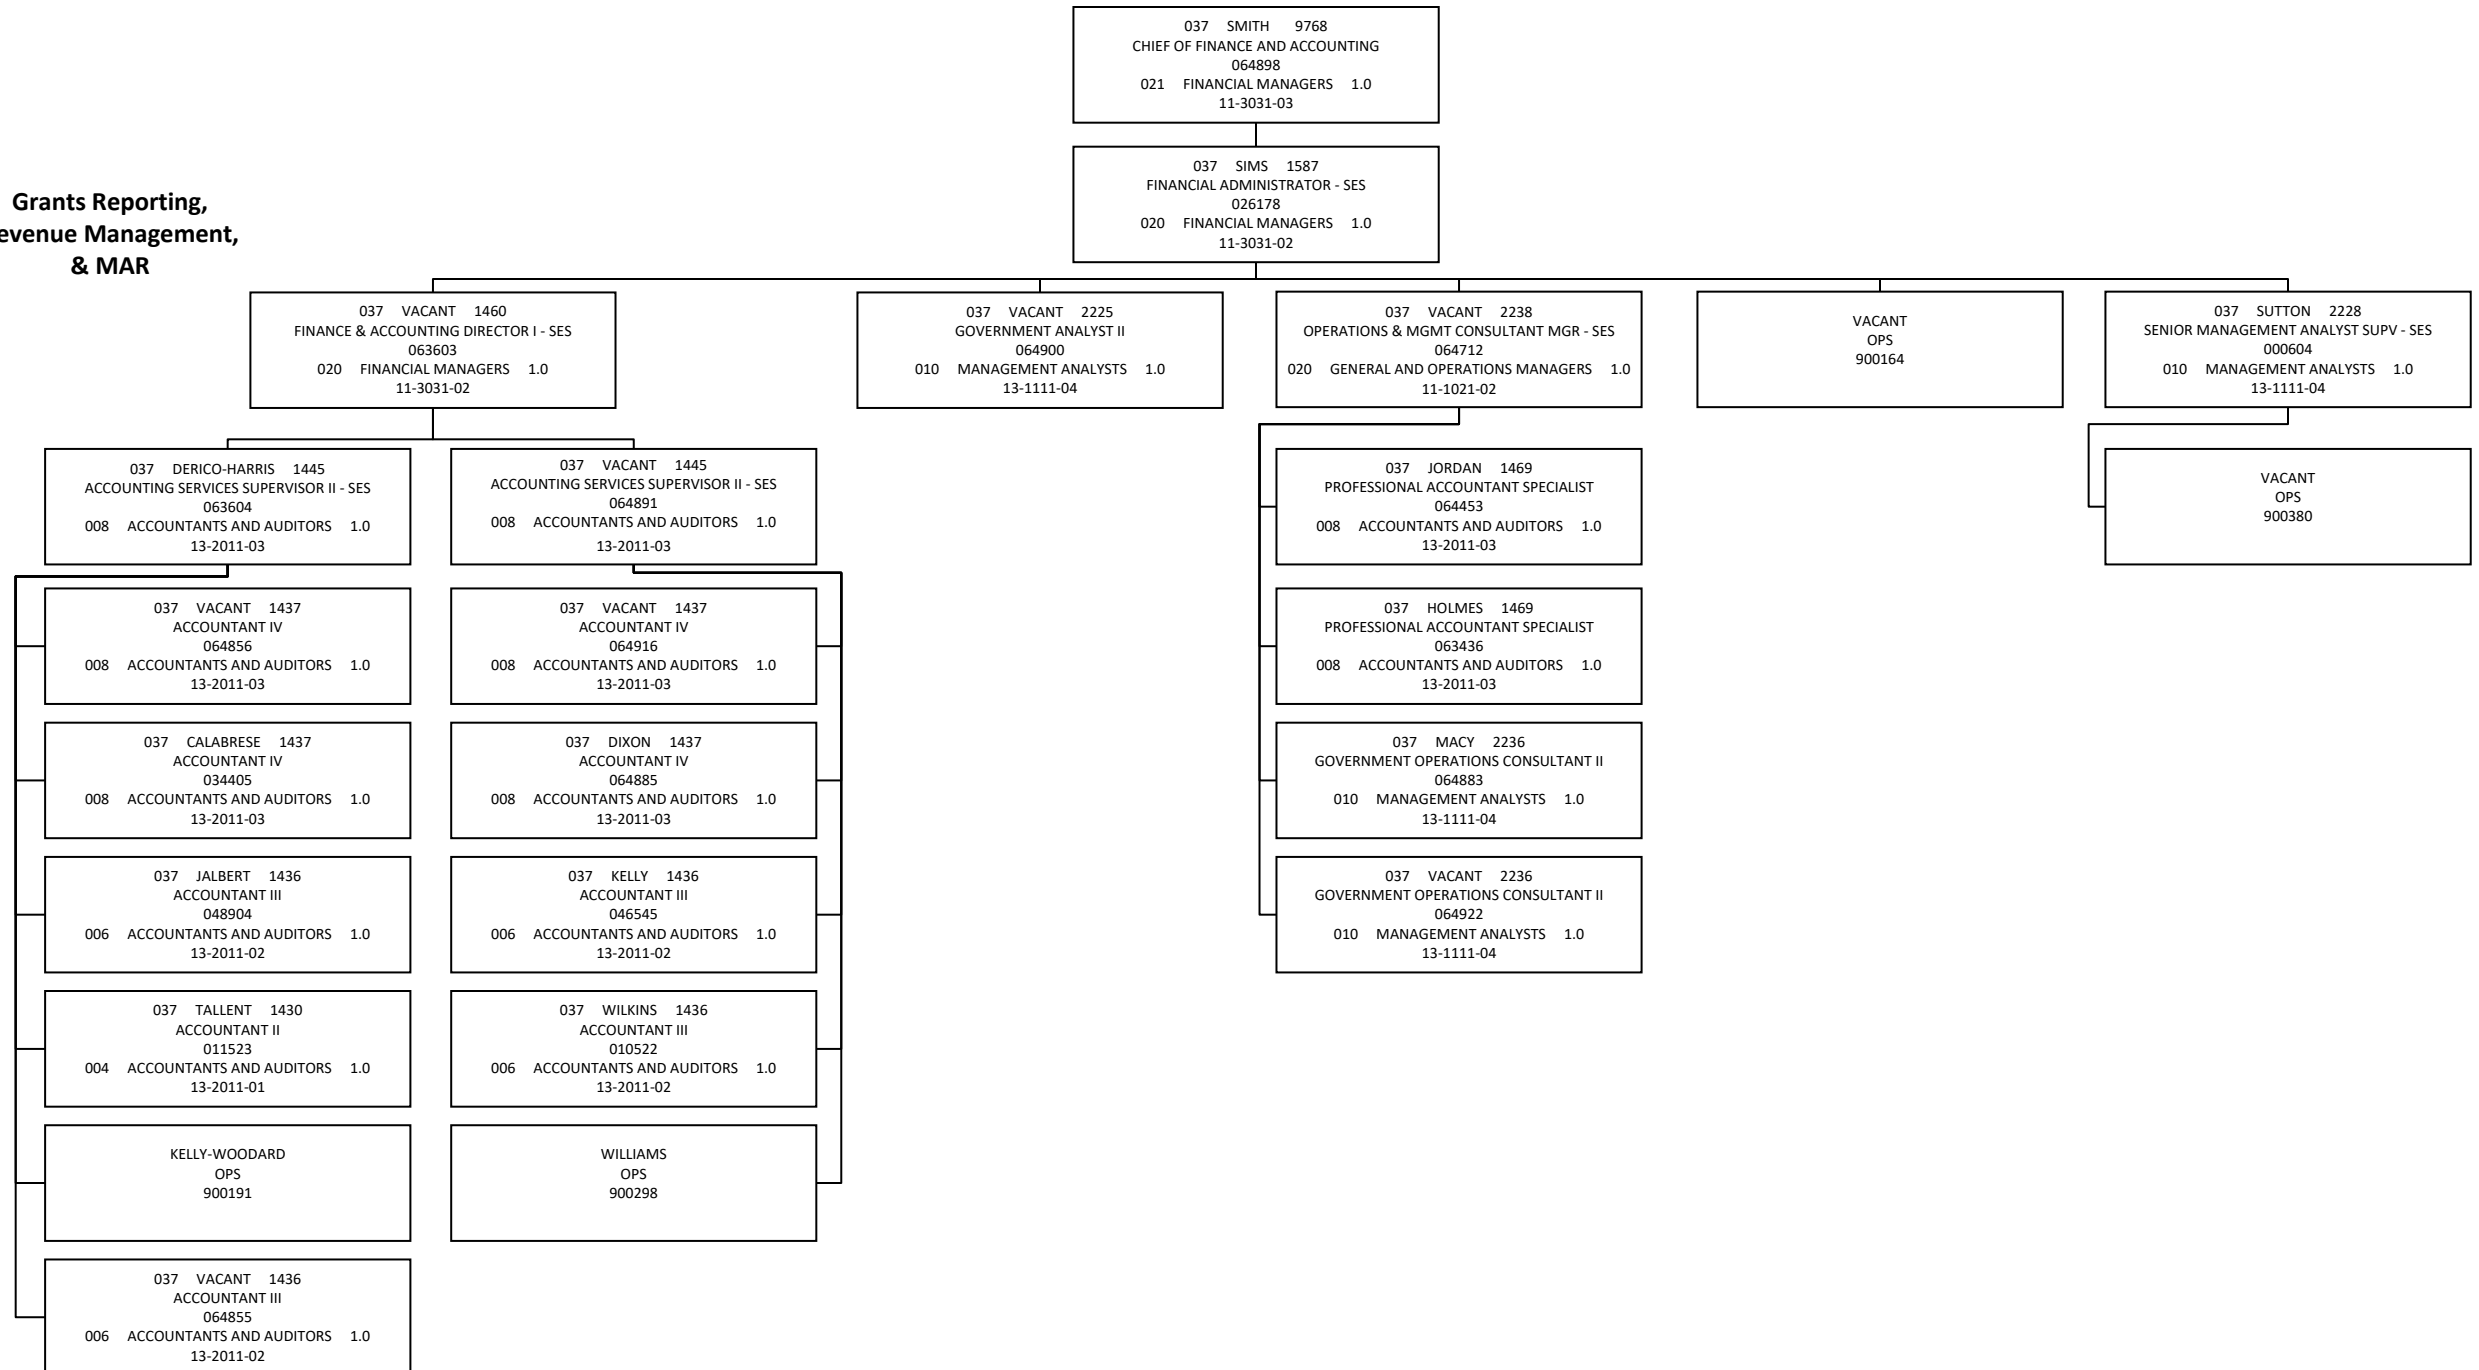 037 SMITH 9768
CHIEF OF FINANCE AND ACCOUNTING
064898
021 FINANCIAL MANAGERS 1.0
11-3031-03
037 SIMS 1587
FINANCIAL ADMINISTRATOR - SES
026178
020 FINANCIAL MANAGERS 1.0
11-3031-02
Grants Reporting,
evenue Management,
& MAR
037 VACANT 1460
FINANCE & ACCOUNTING DIRECTOR I - SES
063603
020 FINANCIAL MANAGERS 1.0
11-3031-02
037 VACANT 2225
GOVERNMENT ANALYST II
064900
010 MANAGEMENT ANALYSTS 1.0
13-1111-04
037 VACANT 2238
OPERATIONS & MGMT CONSULTANT MGR - SES
064712
020 GENERAL AND OPERATIONS MANAGERS 1.0
11-1021-02
VACANT
OPS
900164
037 SUTTON 2228
SENIOR MANAGEMENT ANALYST SUPV - SES
000604
010 MANAGEMENT ANALYSTS 1.0
13-1111-04
037 DERICO-HARRIS 1445
ACCOUNTING SERVICES SUPERVISOR II - SES
063604
008 ACCOUNTANTS AND AUDITORS 1.0
13-2011-03
037 VACANT 1445
ACCOUNTING SERVICES SUPERVISOR II - SES
064891
008 ACCOUNTANTS AND AUDITORS 1.0
13-2011-03
037 JORDAN 1469
PROFESSIONAL ACCOUNTANT SPECIALIST
064453
008 ACCOUNTANTS AND AUDITORS 1.0
13-2011-03
VACANT
OPS
900380
037 VACANT 1437
ACCOUNTANT IV
064856
008 ACCOUNTANTS AND AUDITORS 1.0
13-2011-03
037 VACANT 1437
ACCOUNTANT IV
064916
008 ACCOUNTANTS AND AUDITORS 1.0
13-2011-03
037 HOLMES 1469
PROFESSIONAL ACCOUNTANT SPECIALIST
063436
008 ACCOUNTANTS AND AUDITORS 1.0
13-2011-03
037 CALABRESE 1437
ACCOUNTANT IV
034405
008 ACCOUNTANTS AND AUDITORS 1.0
13-2011-03
037 DIXON 1437
ACCOUNTANT IV
064885
008 ACCOUNTANTS AND AUDITORS 1.0
13-2011-03
037 MACY 2236
GOVERNMENT OPERATIONS CONSULTANT II
064883
010 MANAGEMENT ANALYSTS 1.0
13-1111-04
037 JALBERT 1436
ACCOUNTANT III
048904
006 ACCOUNTANTS AND AUDITORS 1.0
13-2011-02
037 KELLY 1436
ACCOUNTANT III
046545
006 ACCOUNTANTS AND AUDITORS 1.0
13-2011-02
037 VACANT 2236
GOVERNMENT OPERATIONS CONSULTANT II
064922
010 MANAGEMENT ANALYSTS 1.0
13-1111-04
037 TALLENT 1430
ACCOUNTANT II
011523
004 ACCOUNTANTS AND AUDITORS 1.0
13-2011-01
037 WILKINS 1436
ACCOUNTANT III
010522
006 ACCOUNTANTS AND AUDITORS 1.0
13-2011-02
KELLY-WOODARD
OPS
900191
WILLIAMS
OPS
900298
037 VACANT 1436
ACCOUNTANT III
064855
006 ACCOUNTANTS AND AUDITORS 1.0
13-2011-02